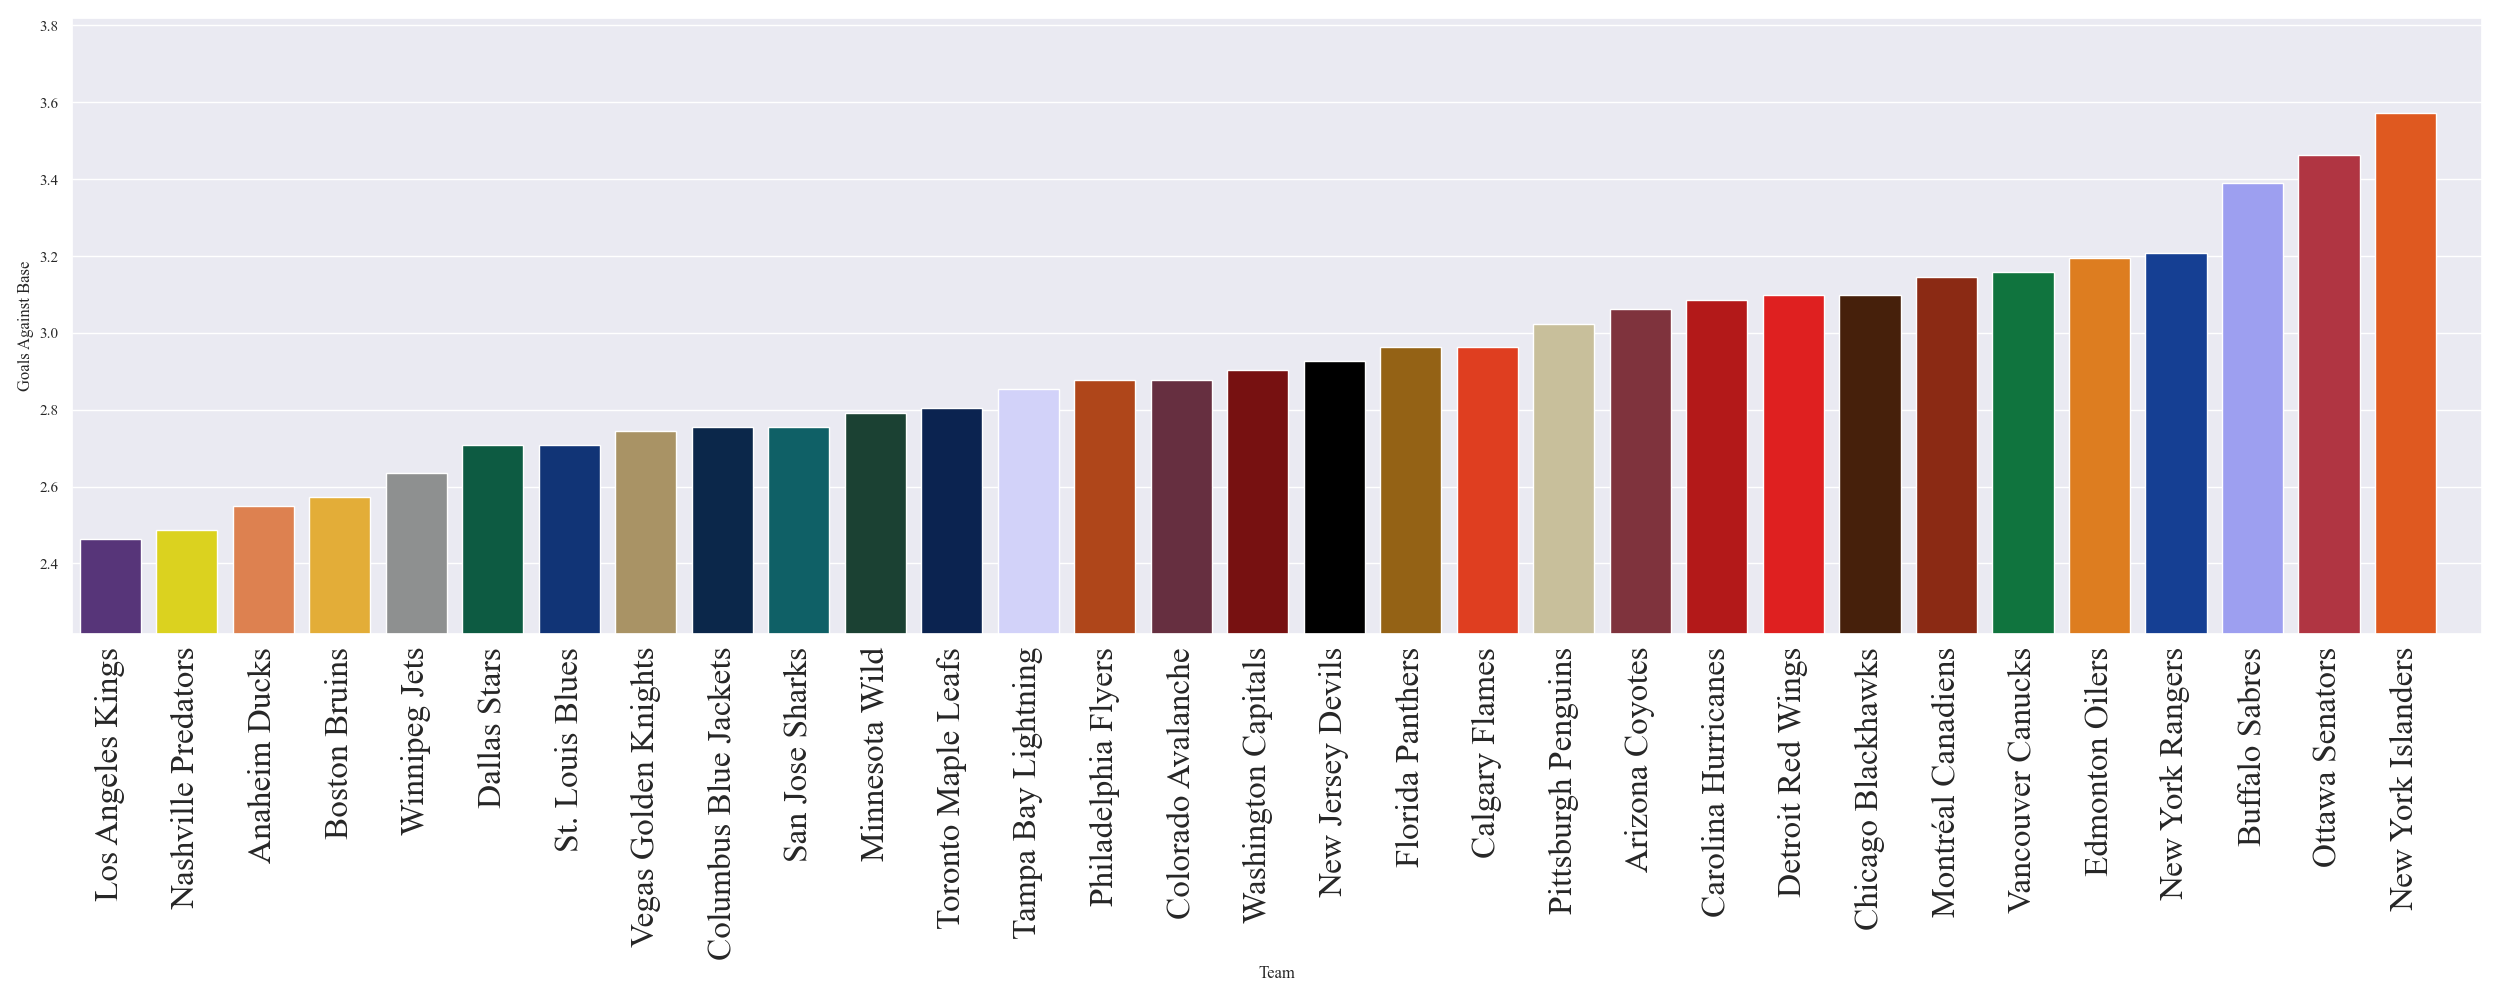 3.8
3.6
3.4
3.2
3.0
2.8
2.6
2.4
Goals Against Base
Los Angeles Kings
Nashville Predators
Anaheim Ducks
Boston Bruins
Winnipeg Jets
Dallas Stars
St. Louis Blues
Vegas Golden Knights
Columbus Blue Jackets
San Jose Sharks
Minnesota Wild
Toronto Maple Leafs
Tampa Bay Lightning
Philadelphia Flyers
Colorado Avalanche
Washington Capitals
New Jersey Devils
Florida Panthers
Calgary Flames
Pittsburgh Penguins
Arizona Coyotes
Carolina Hurricanes
Detroit Red Wings
Chicago Blackhawks
Montréal Canadiens
Vancouver Canucks
Edmonton Oilers
New York Rangers
Buffalo Sabres
Ottawa Senators
New York Islanders
Team